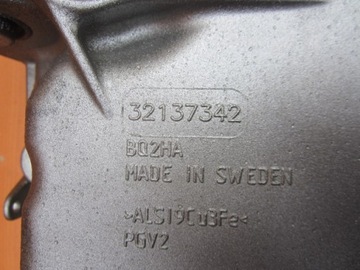 32137342
BQ2HA
MADE IN SWEDEN
>ALSI9Cu3Fe<
PGV2